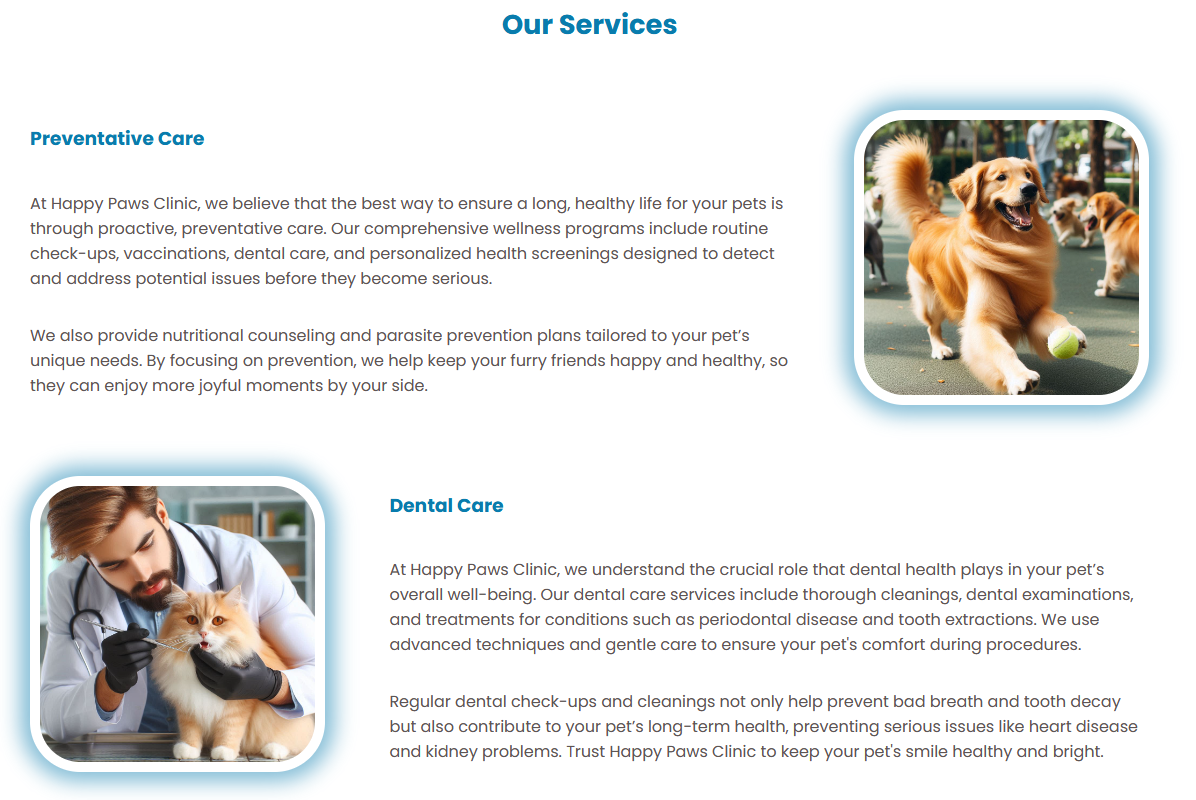 Our Services
Preventative Care
At Happy Paws Clinic, we believe that the best way to ensure a long, healthy life for your pets is
through proactive, preventative care. Our comprehensive wellness programs include routine
check-ups, vaccinations, dental care, and personalized health screenings designed to detect
and address potential issues before they become serious.
We also provide nutritional counseling and parasite prevention plans tailored to your pet’s
unique needs. By focusing on prevention, we help keep your furry friends happy and healthy, so
they can enjoy more joyful moments by your side.
Dental Care
At Happy Paws Clinic, we understand the crucial role that dental health plays in your pet’s
overall well-being. Our dental care services include thorough cleanings, dental examinations,
and treatments for conditions such as periodontal disease and tooth extractions. We use
advanced techniques and gentle care to ensure your pet's comfort during procedures.
Regular dental check-ups and cleanings not only help prevent bad breath and tooth decay
but also contribute to your pet’s long-term health, preventing serious issues like heart disease
and kidney problems. Trust Happy Paws Clinic to keep your pet's smile healthy and bright.